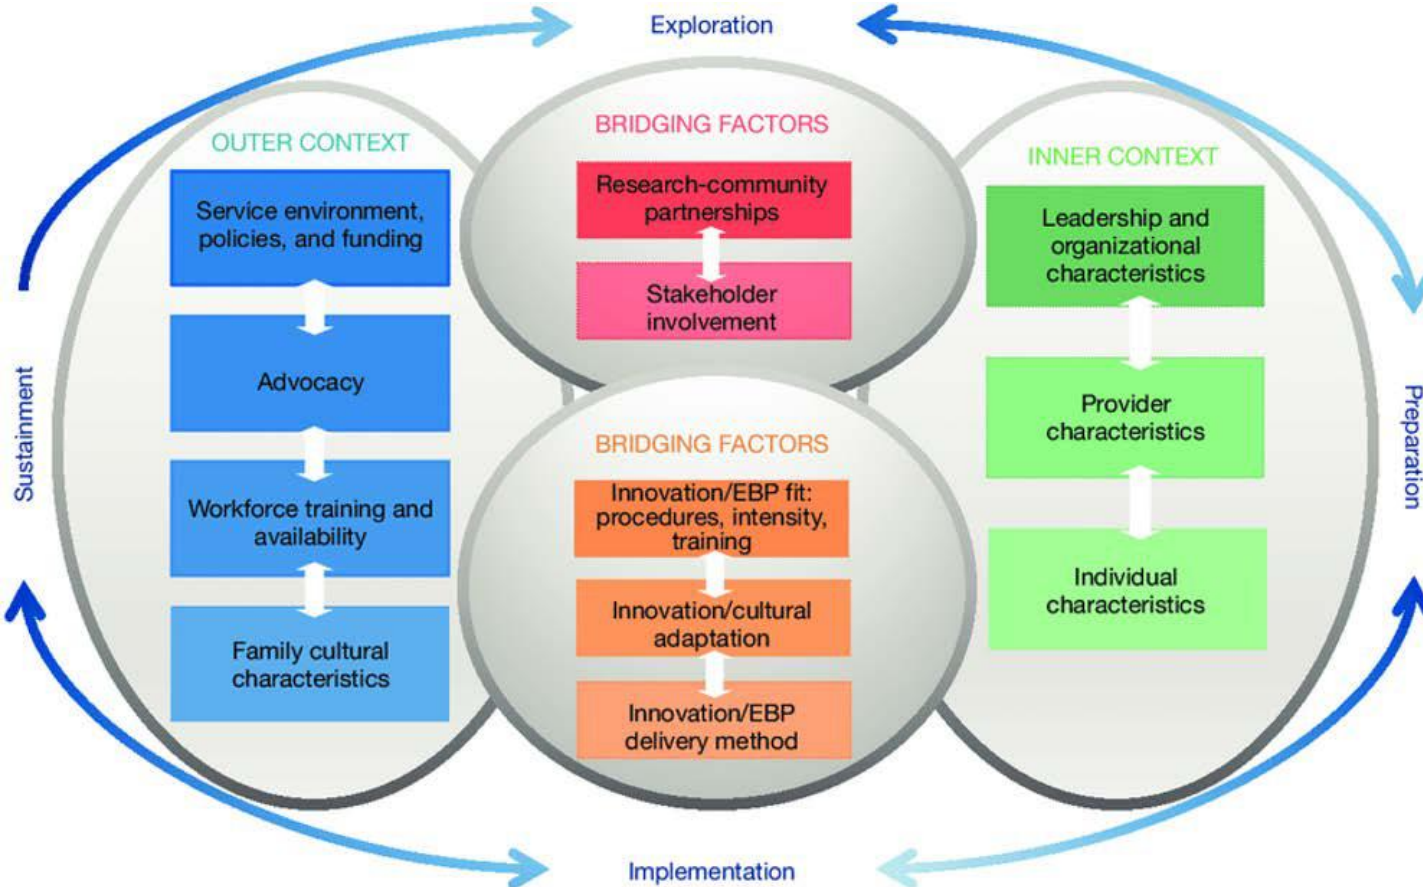 Exploration
OUTER CONTEXT
Service environment,
policies, and funding
Advocacy
Workforce training and
availability
Family cultural
characteristics
BRIDGING FACTORS
Research-community
partnerships
Stakeholder
involvement
BRIDGING FACTORS
Innovation/EBP fit:
procedures, intensity,
training
Innovation/cultural
adaptation
Innovation/EBP
delivery method
INNER CONTEXT
Leadership and
organizational
characteristics
Provider
characteristics
Individual
characteristics
Preparation
Implementation
Sustainment